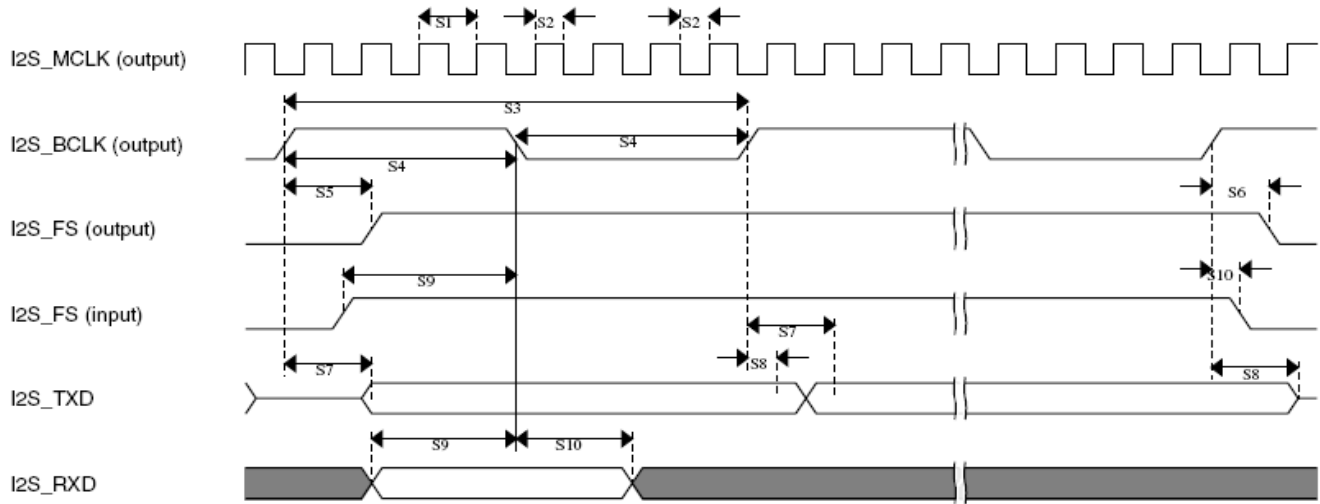 S1 S2 S2
I2S_MCLK (output)
S3
I2S_BCLK (output)
S4
S4
S5 S6
I2S_FS (output)
S9 S10
I2S_FS (input)
S7
S7 S8 S8
I2S_TXD
S9 S10
I2S_RXD